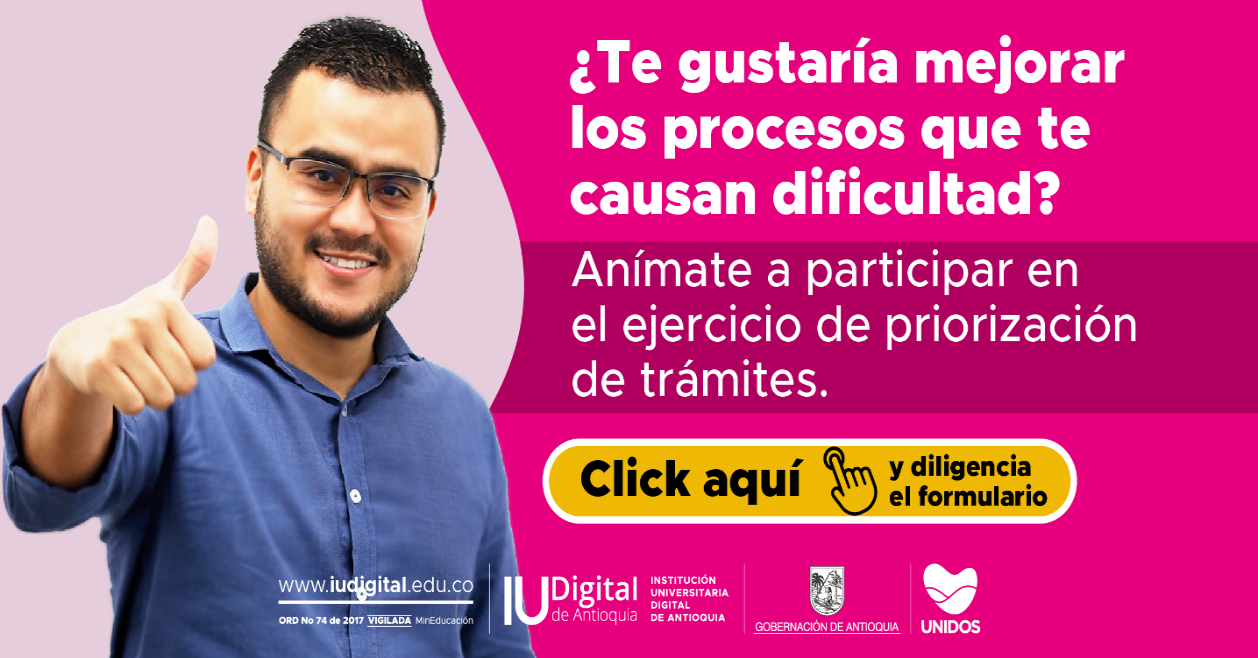 ¿Te gustaría mejorar
los procesos que te
causan dificultad?
Anímate a participar en
el ejercicio de priorización
de trámites.
Click aquí
y diligencia
el formulario
www.iudigital.edu.co
ORD No 74 de 2017 VIGILADA MinEducación
IU Digital
de Antioquia
INSTITUCIÓN
UNIVERSITARIA
DIGITAL
DE ANTIOQUIA
GOBERNACIÓN DE ANTIOQUIA
UNIDOS